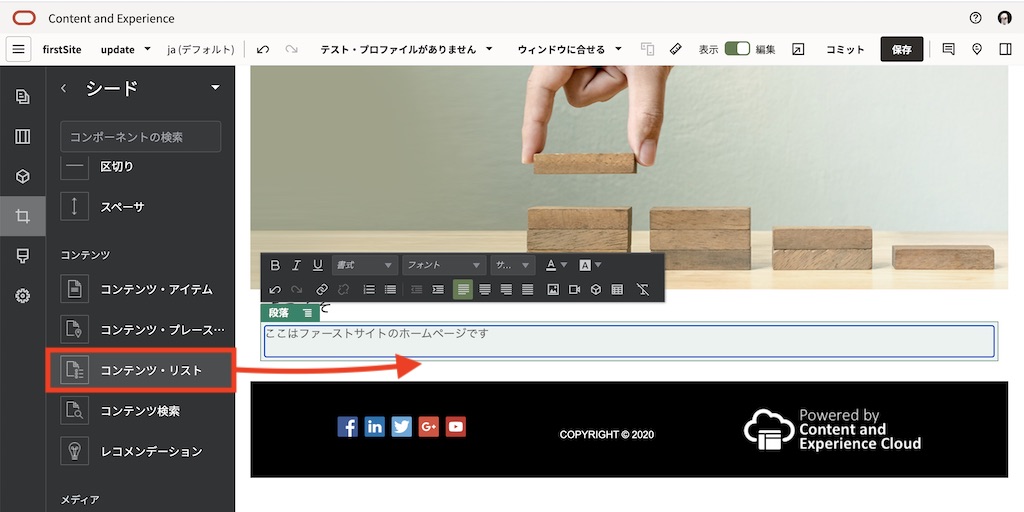 Content and Experience
firstSite
update
ja (デフォルト)
テスト・プロファイルがありません
ウィンドウに合せる
表示
編集
コミット
保存
シード
コンポーネントの検索
区切り
スペーサ
コンテンツ
コンテンツ・アイテム
コンテンツ・プレース…
コンテンツ・リスト
コンテンツ検索
レコメンデーション
メディア
B I U 書式 フォント サ... A A
段落
ここはファーストサイトのホームページです
COPYRIGHT © 2020
Powered by
Content and
Experience Cloud